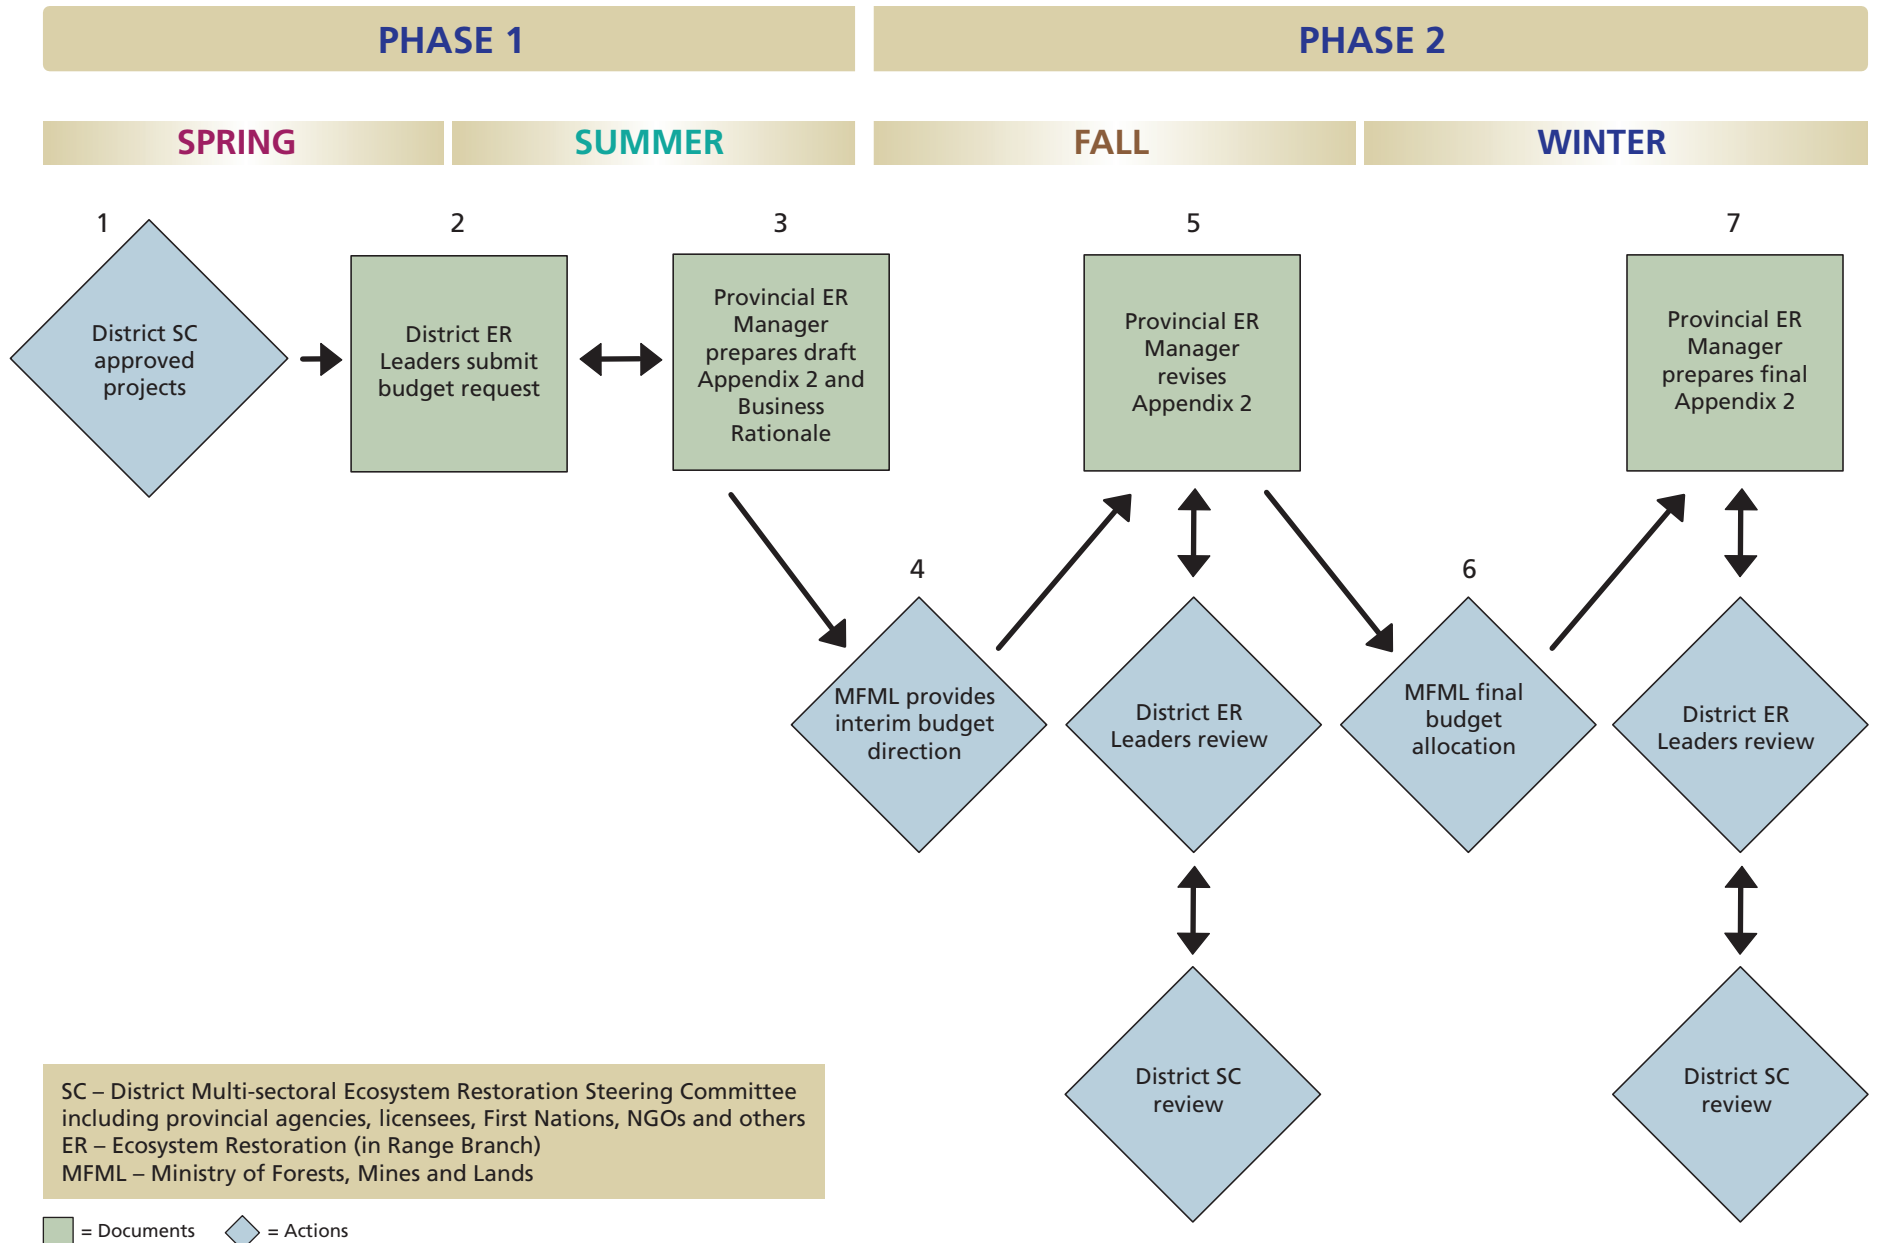 PHASE 1
PHASE 2
SPRING
SUMMER
FALL
WINTER
1
District SC
approved
projects
2
District ER
Leaders submit
budget request
3
Provincial ER
Manager
prepares draft
Appendix 2 and
Business
Rationale
4
MFML provides
interim budget
direction
5
Provincial ER
Manager
revises
Appendix 2
District ER
Leaders review
District SC
review
6
MFML final
budget
allocation
7
Provincial ER
Manager
prepares final
Appendix 2
District ER
Leaders review
District SC
review
SC – District Multi-sectoral Ecosystem Restoration Steering Committee
including provincial agencies, licensees, First Nations, NGOs and others
ER – Ecosystem Restoration (in Range Branch)
MFML – Ministry of Forests, Mines and Lands
= Documents
= Actions